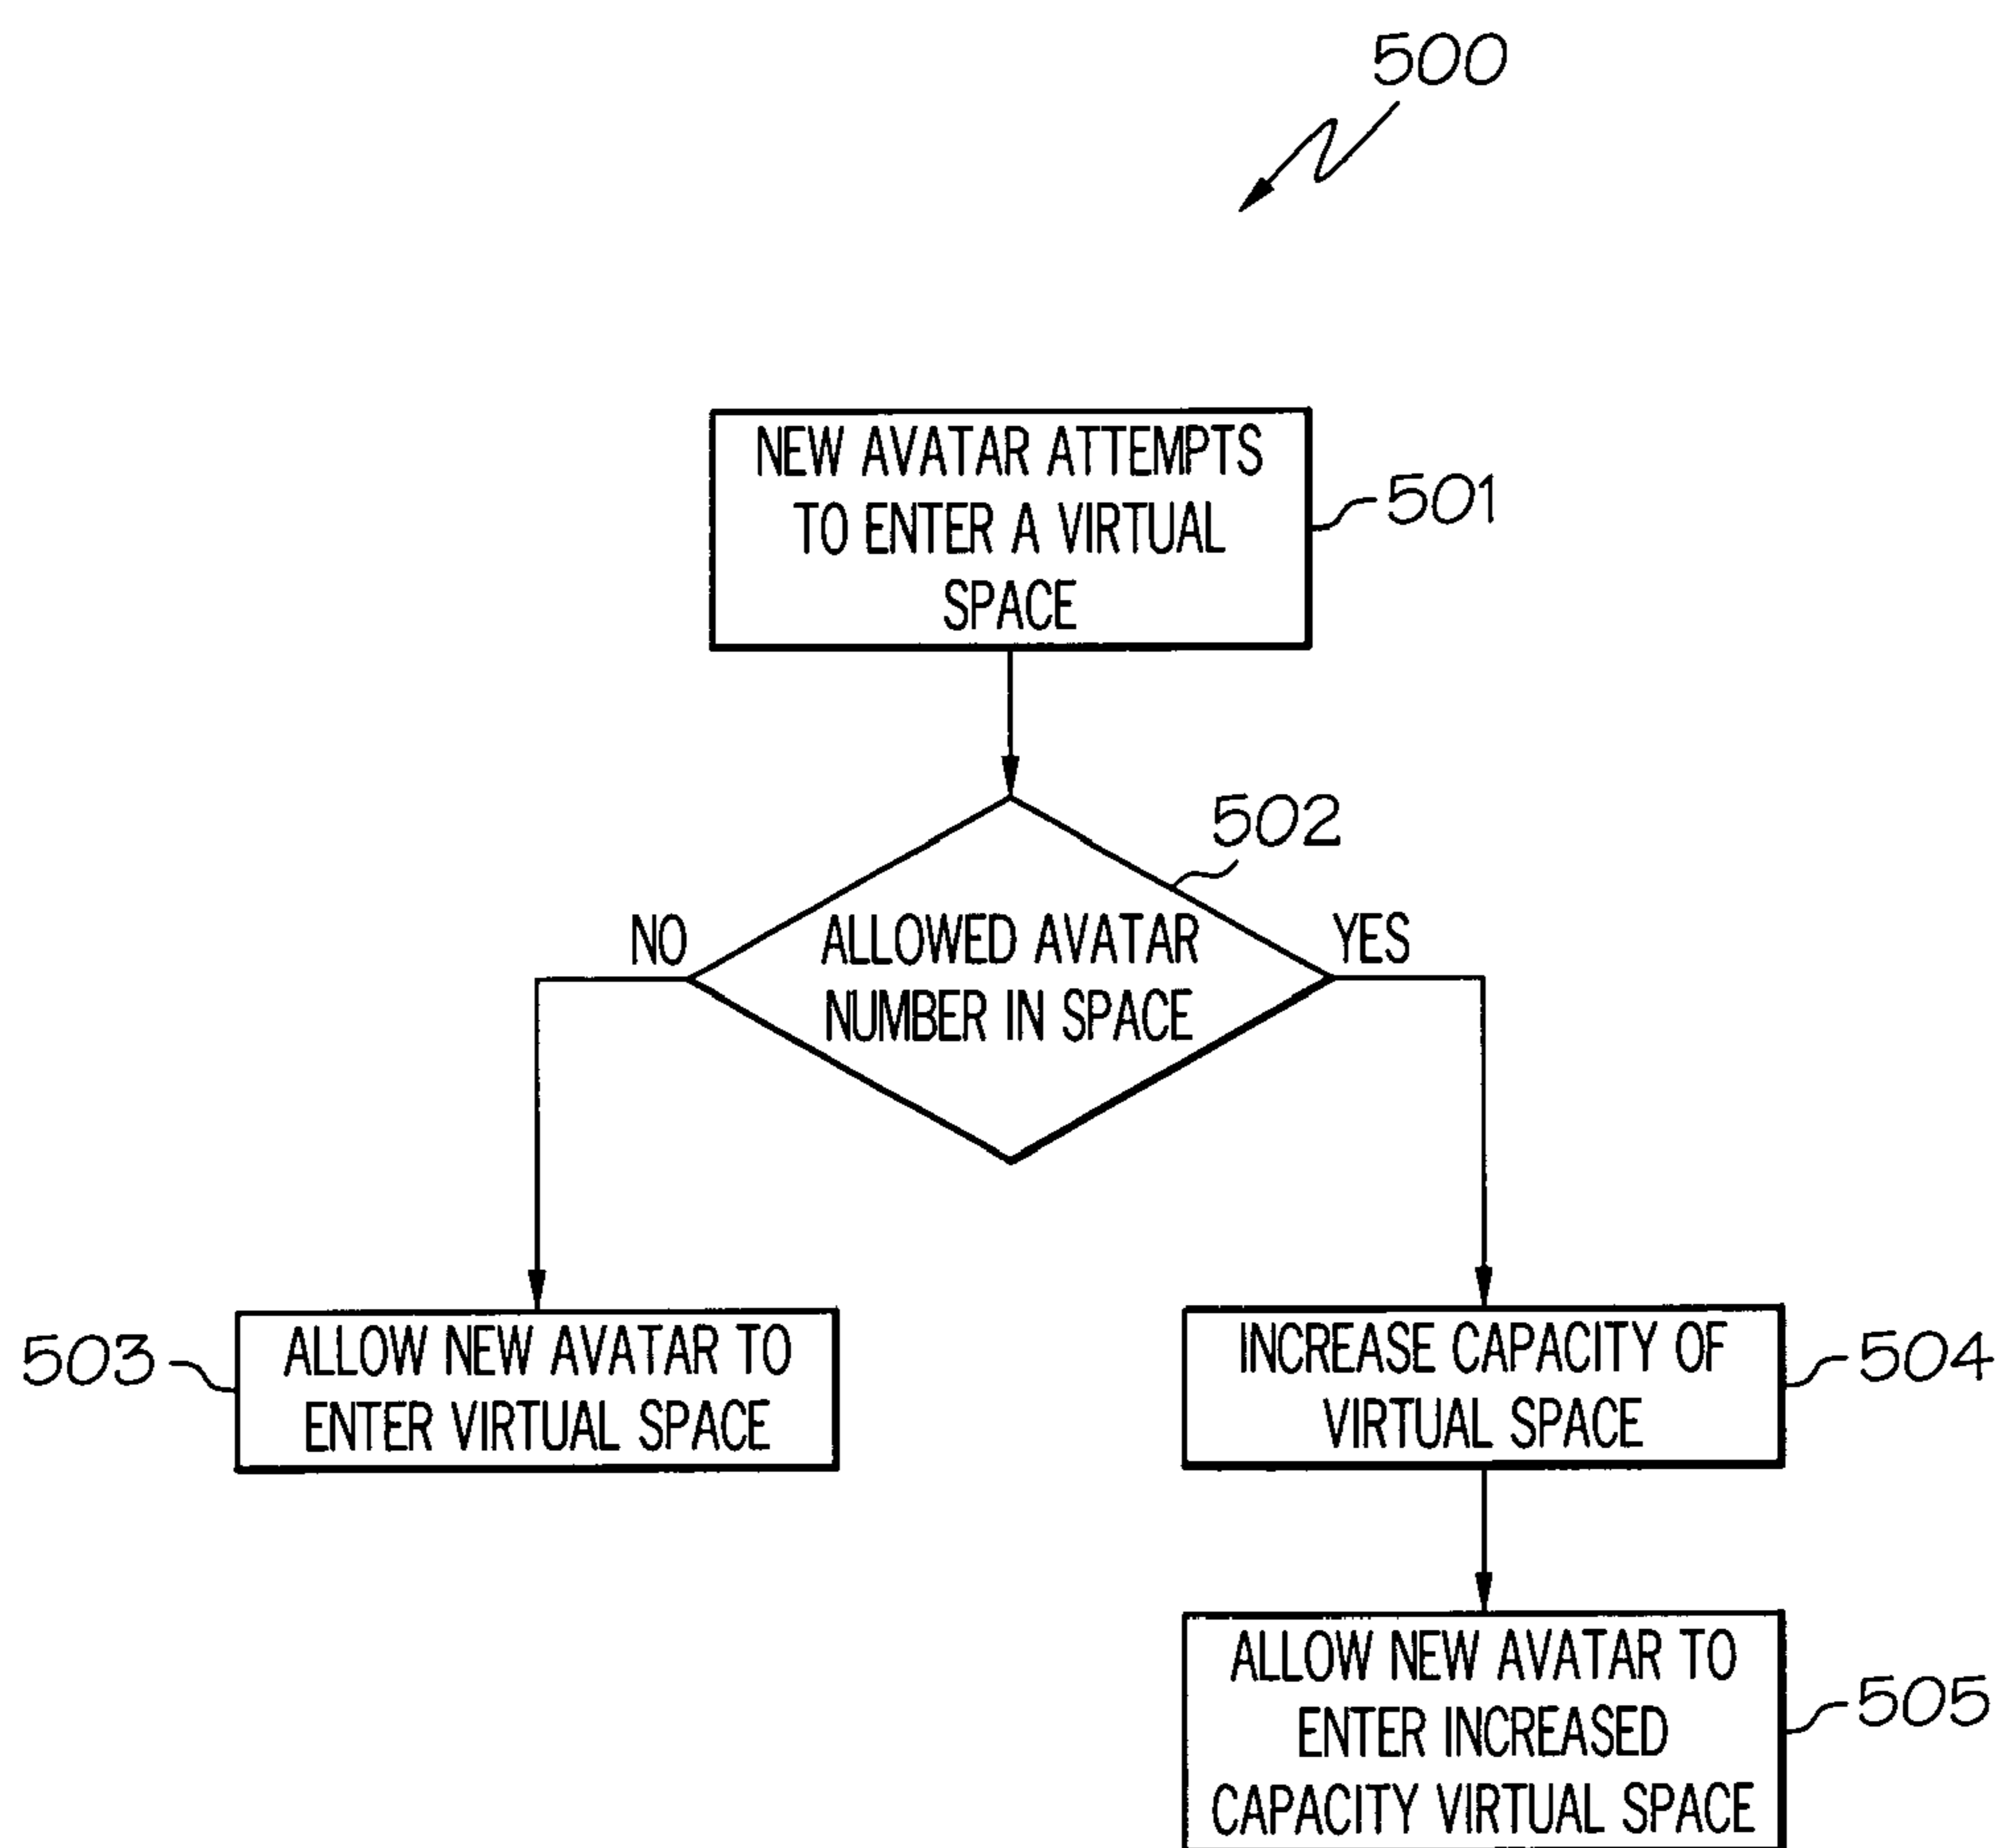 500
NEW AVATAR ATTEMPTS
TO ENTER A VIRTUAL
SPACE
501
502
NO
ALLOWED AVATAR
NUMBER IN SPACE
YES
503
ALLOW NEW AVATAR TO
ENTER VIRTUAL SPACE
INCREASE CAPACITY OF
VIRTUAL SPACE
504
ALLOW NEW AVATAR TO
ENTER INCREASED
CAPACITY VIRTUAL SPACE
505